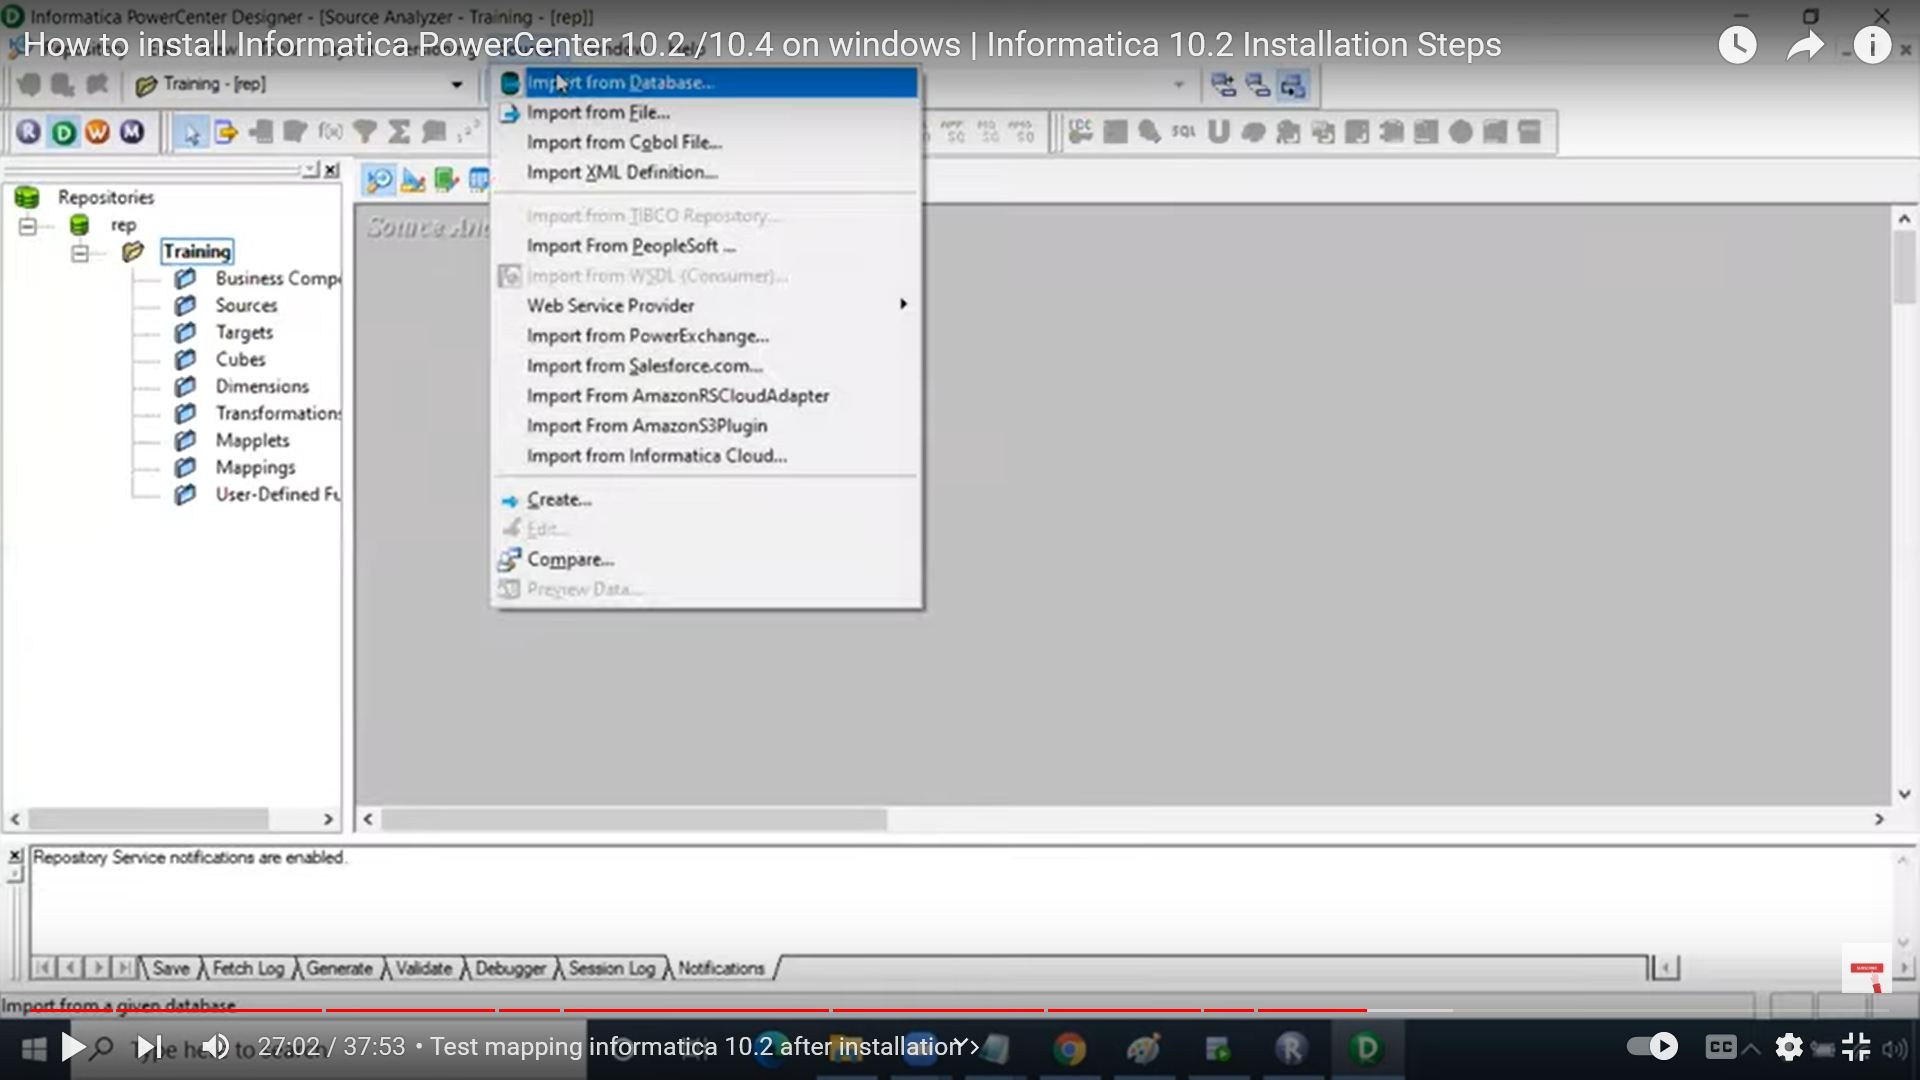 Informatica PowerCenter Designer - [Source Analyzer - Training - [rep]]
How to install Informatica PowerCenter 10.2 /10.4 on windows | Informatica 10.2 Installation Steps
Training - [rep]
R D W M
f(x) Σ
SQL
Repositories
rep
Training
Business Comp
Sources
Targets
Cubes
Dimensions
Transformations
Mapplets
Mappings
User-Defined Fu
Source An
Import from Database...
Import from File...
Import from Cobol File...
Import XML Definition...
Import from TIBCO Repository...
Import From PeopleSoft ...
Import from WSDL (Consumer)...
Web Service Provider
Import from PowerExchange...
Import from Salesforce.com...
Import From AmazonRSCloudAdapter
Import From AmazonS3Plugin
Import from Informatica Cloud...
Create...
Edit...
Compare...
Preview Data...
Repository Service notifications are enabled.
Save Fetch Log Generate Validate Debugger Session Log Notifications
Import from a given database
27:02 / 37:53 • Test mapping informatica 10.2 after installation
CC
R D